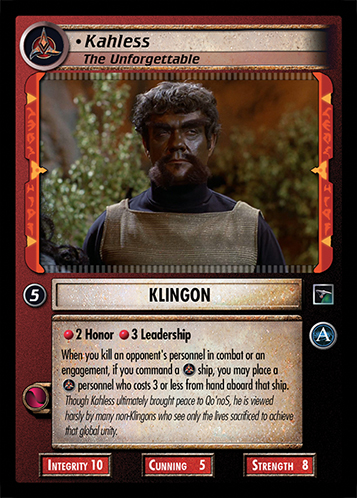 • Kahless
The Unforgettable
5
KLINGON
2 Honor 3 Leadership
When you kill an opponent's personnel in combat or an
engagement, if you command a ship, you may place a
personnel who costs 3 or less from hand aboard that ship.
Though Kahless ultimately brought peace to Qo'noS, he is viewed
harshly by many non-Klingons who see only the lives sacrificed to achieve
that global unity.
A
INTEGRITY 10 CUNNING 5 STRENGTH 8